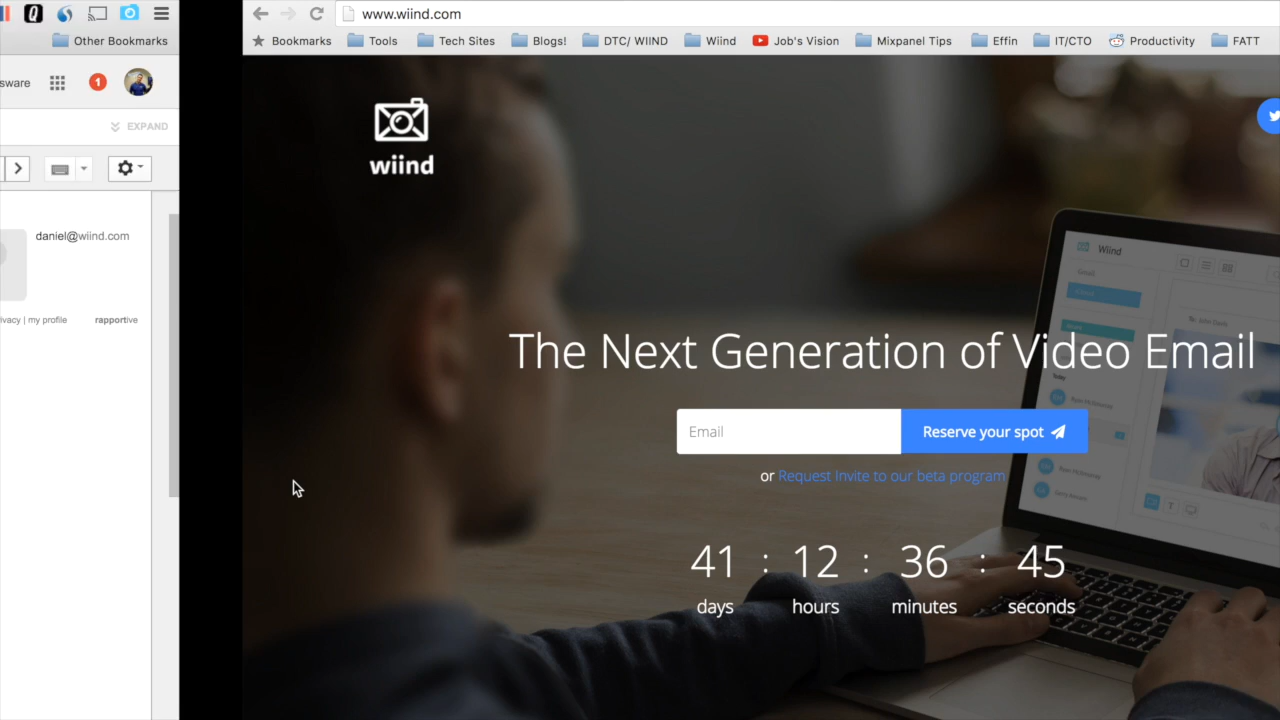 Other Bookmarks
sware
1
EXPAND
daniel@wiind.com
ivacy | my profile
rapportive
www.wiind.com
Bookmarks
Tools
Tech Sites
Blogs!
DTC/ WIIND
Wiind
Job's Vision
Mixpanel Tips
Effin
IT/CTO
Productivity
FATT
wiind
Wiind
Gmail
The Next Generation of Video Email
Email
Reserve your spot
or Request Invite to our beta program
Today
T
41 : 12 : 36 : 45
days hours minutes seconds